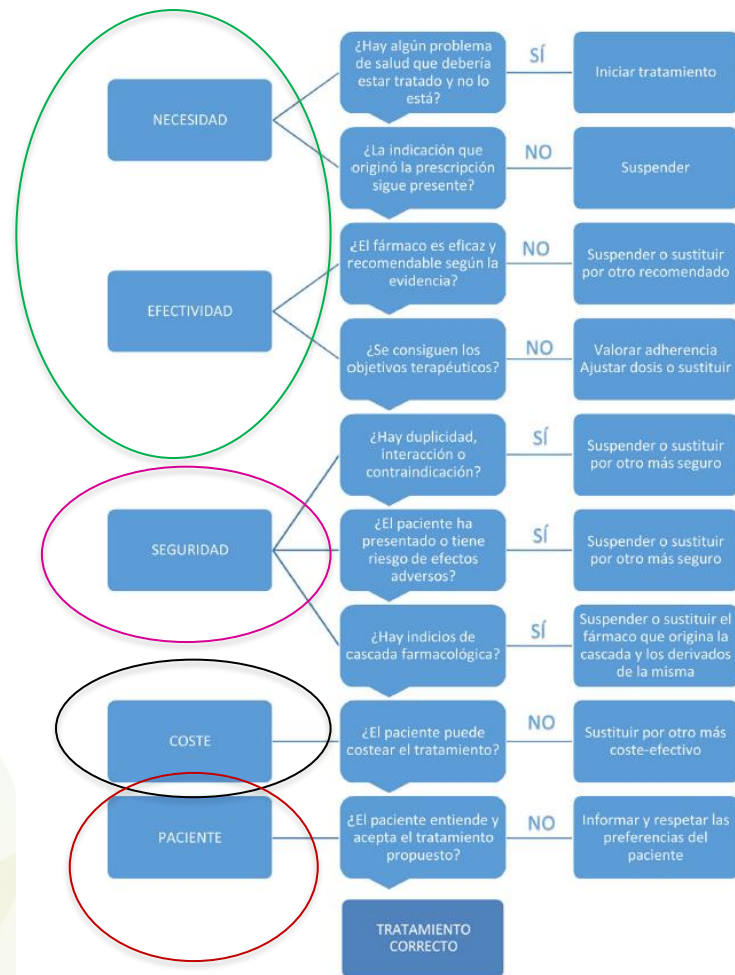 NECESIDAD
¿Hay algún problema
de salud que debería
estar tratado y no lo
está?
SÍ
Iniciar tratamiento
¿La indicación que
originó la prescripción
sigue presente?
NO
Suspender
EFECTIVIDAD
¿El fármaco es eficaz y
recomendable según la
evidencia?
NO
Suspender o sustituir
por otro recomendado
¿Se consiguen los
objetivos terapéuticos?
NO
Valorar adherencia
Ajustar dosis o sustituir
SEGURIDAD
¿Hay duplicidad,
interacción o
contraindicación?
SÍ
Suspender o sustituir
por otro más seguro
¿El paciente ha
presentado o tiene
riesgo de efectos
adversos?
SÍ
Suspender o sustituir
por otro más seguro
¿Hay indicios de
cascada farmacológica?
SÍ
Suspender o sustituir el
fármaco que origina la
cascada y los derivados
de la misma
COSTE
¿El paciente puede
costear el tratamiento?
NO
Sustituir por otro más
coste-efectivo
PACIENTE
¿El paciente entiende y
acepta el tratamiento
propuesto?
NO
Informar y respetar las
preferencias del
paciente
TRATAMIENTO
CORRECTO